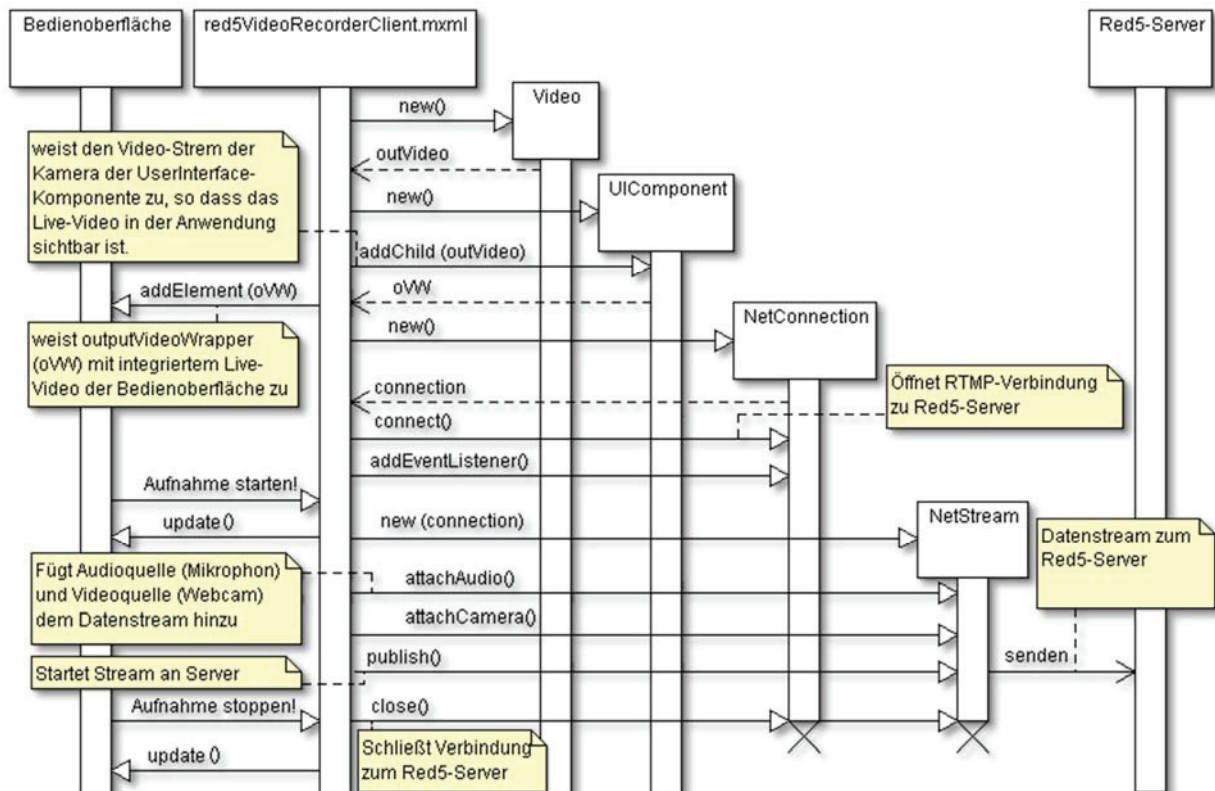 Bedienoberfläche
red5VideoRecorderClient.mxml
Red5-Server
new()
Video
weist den Video-Strem der
Kamera der UserInterface-
Komponente zu, so dass das
Live-Video in der Anwendung
sichtbar ist.
outVideo
UIComponent
new()
addChild (outVideo)
addElement (oVW)
oVW
new()
NetConnection
weist outputVideoWrapper
(oVW) mit integriertem Live-
Video der Bedienoberfläche zu
connection
Öffnet RTMP-Verbindung
zu Red5-Server
connect()
addEventListener()
Aufnahme starten!
update()
new (connection)
NetStream
Datenstream zum
Red5-Server
Fügt Audioquelle (Mikrophon)
und Videoquelle (Webcam)
dem Datenstream hinzu
attachAudio()
attachCamera()
publish()
senden
Startet Stream an Server
Aufnahme stoppen!
close()
update()
Schließt Verbindung
zum Red5-Server